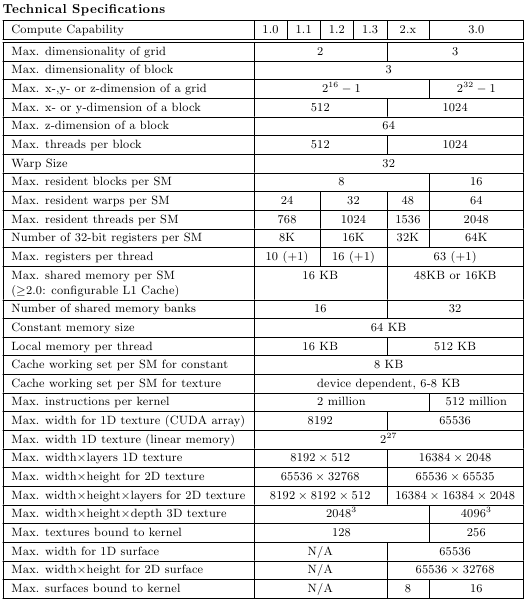 Technical Specifications
Compute Capability 1.0 1.1 1.2 1.3 2.x 3.0
Max. dimensionality of grid 2 3
Max. dimensionality of block 3
Max. x-,y- or z-dimension of a grid 2^16 − 1 2^32 − 1
Max. x- or y-dimension of a block 512 1024
Max. z-dimension of a block 64
Max. threads per block 512 1024
Warp Size 32
Max. resident blocks per SM 8 16
Max. resident warps per SM 24 32 48 64
Max. resident threads per SM 768 1024 1536 2048
Number of 32-bit registers per SM 8K 16K 32K 64K
Max. registers per thread 10 (+1) 16 (+1) 63 (+1)
Max. shared memory per SM 16 KB 48KB or 16KB
(≥2.0: configurable L1 Cache)
Number of shared memory banks 16 32
Constant memory size 64 KB
Local memory per thread 16 KB 512 KB
Cache working set per SM for constant 8 KB
Cache working set per SM for texture device dependent, 6-8 KB
Max. instructions per kernel 2 million 512 million
Max. width for 1D texture (CUDA array) 8192 65536
Max. width 1D texture (linear memory) 2^27
Max. width×layers 1D texture 8192 × 512 16384 × 2048
Max. width×height for 2D texture 65536 × 32768 65536 × 65535
Max. width×height×layers for 2D texture 8192 × 8192 × 512 16384 × 16384 × 2048
Max. width×height×depth 3D texture 2048^3 4096^3
Max. textures bound to kernel 128 256
Max. width for 1D surface N/A 65536
Max. width×height for 2D surface N/A 65536 × 32768
Max. surfaces bound to kernel N/A 8 16